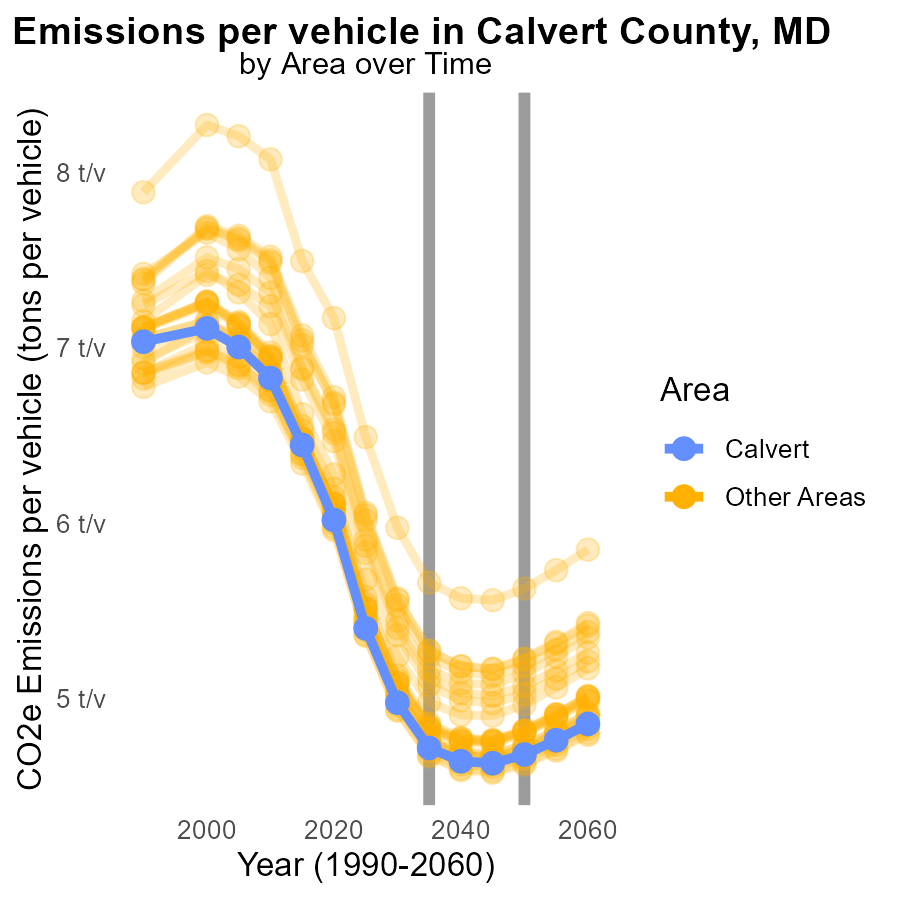 Emissions per vehicle in Calvert County, MD
by Area over Time
CO2e Emissions per vehicle (tons per vehicle)
8 t/v
7 t/v
6 t/v
5 t/v
2000 2020 2040 2060
Year (1990-2060)
Area
Calvert
Other Areas